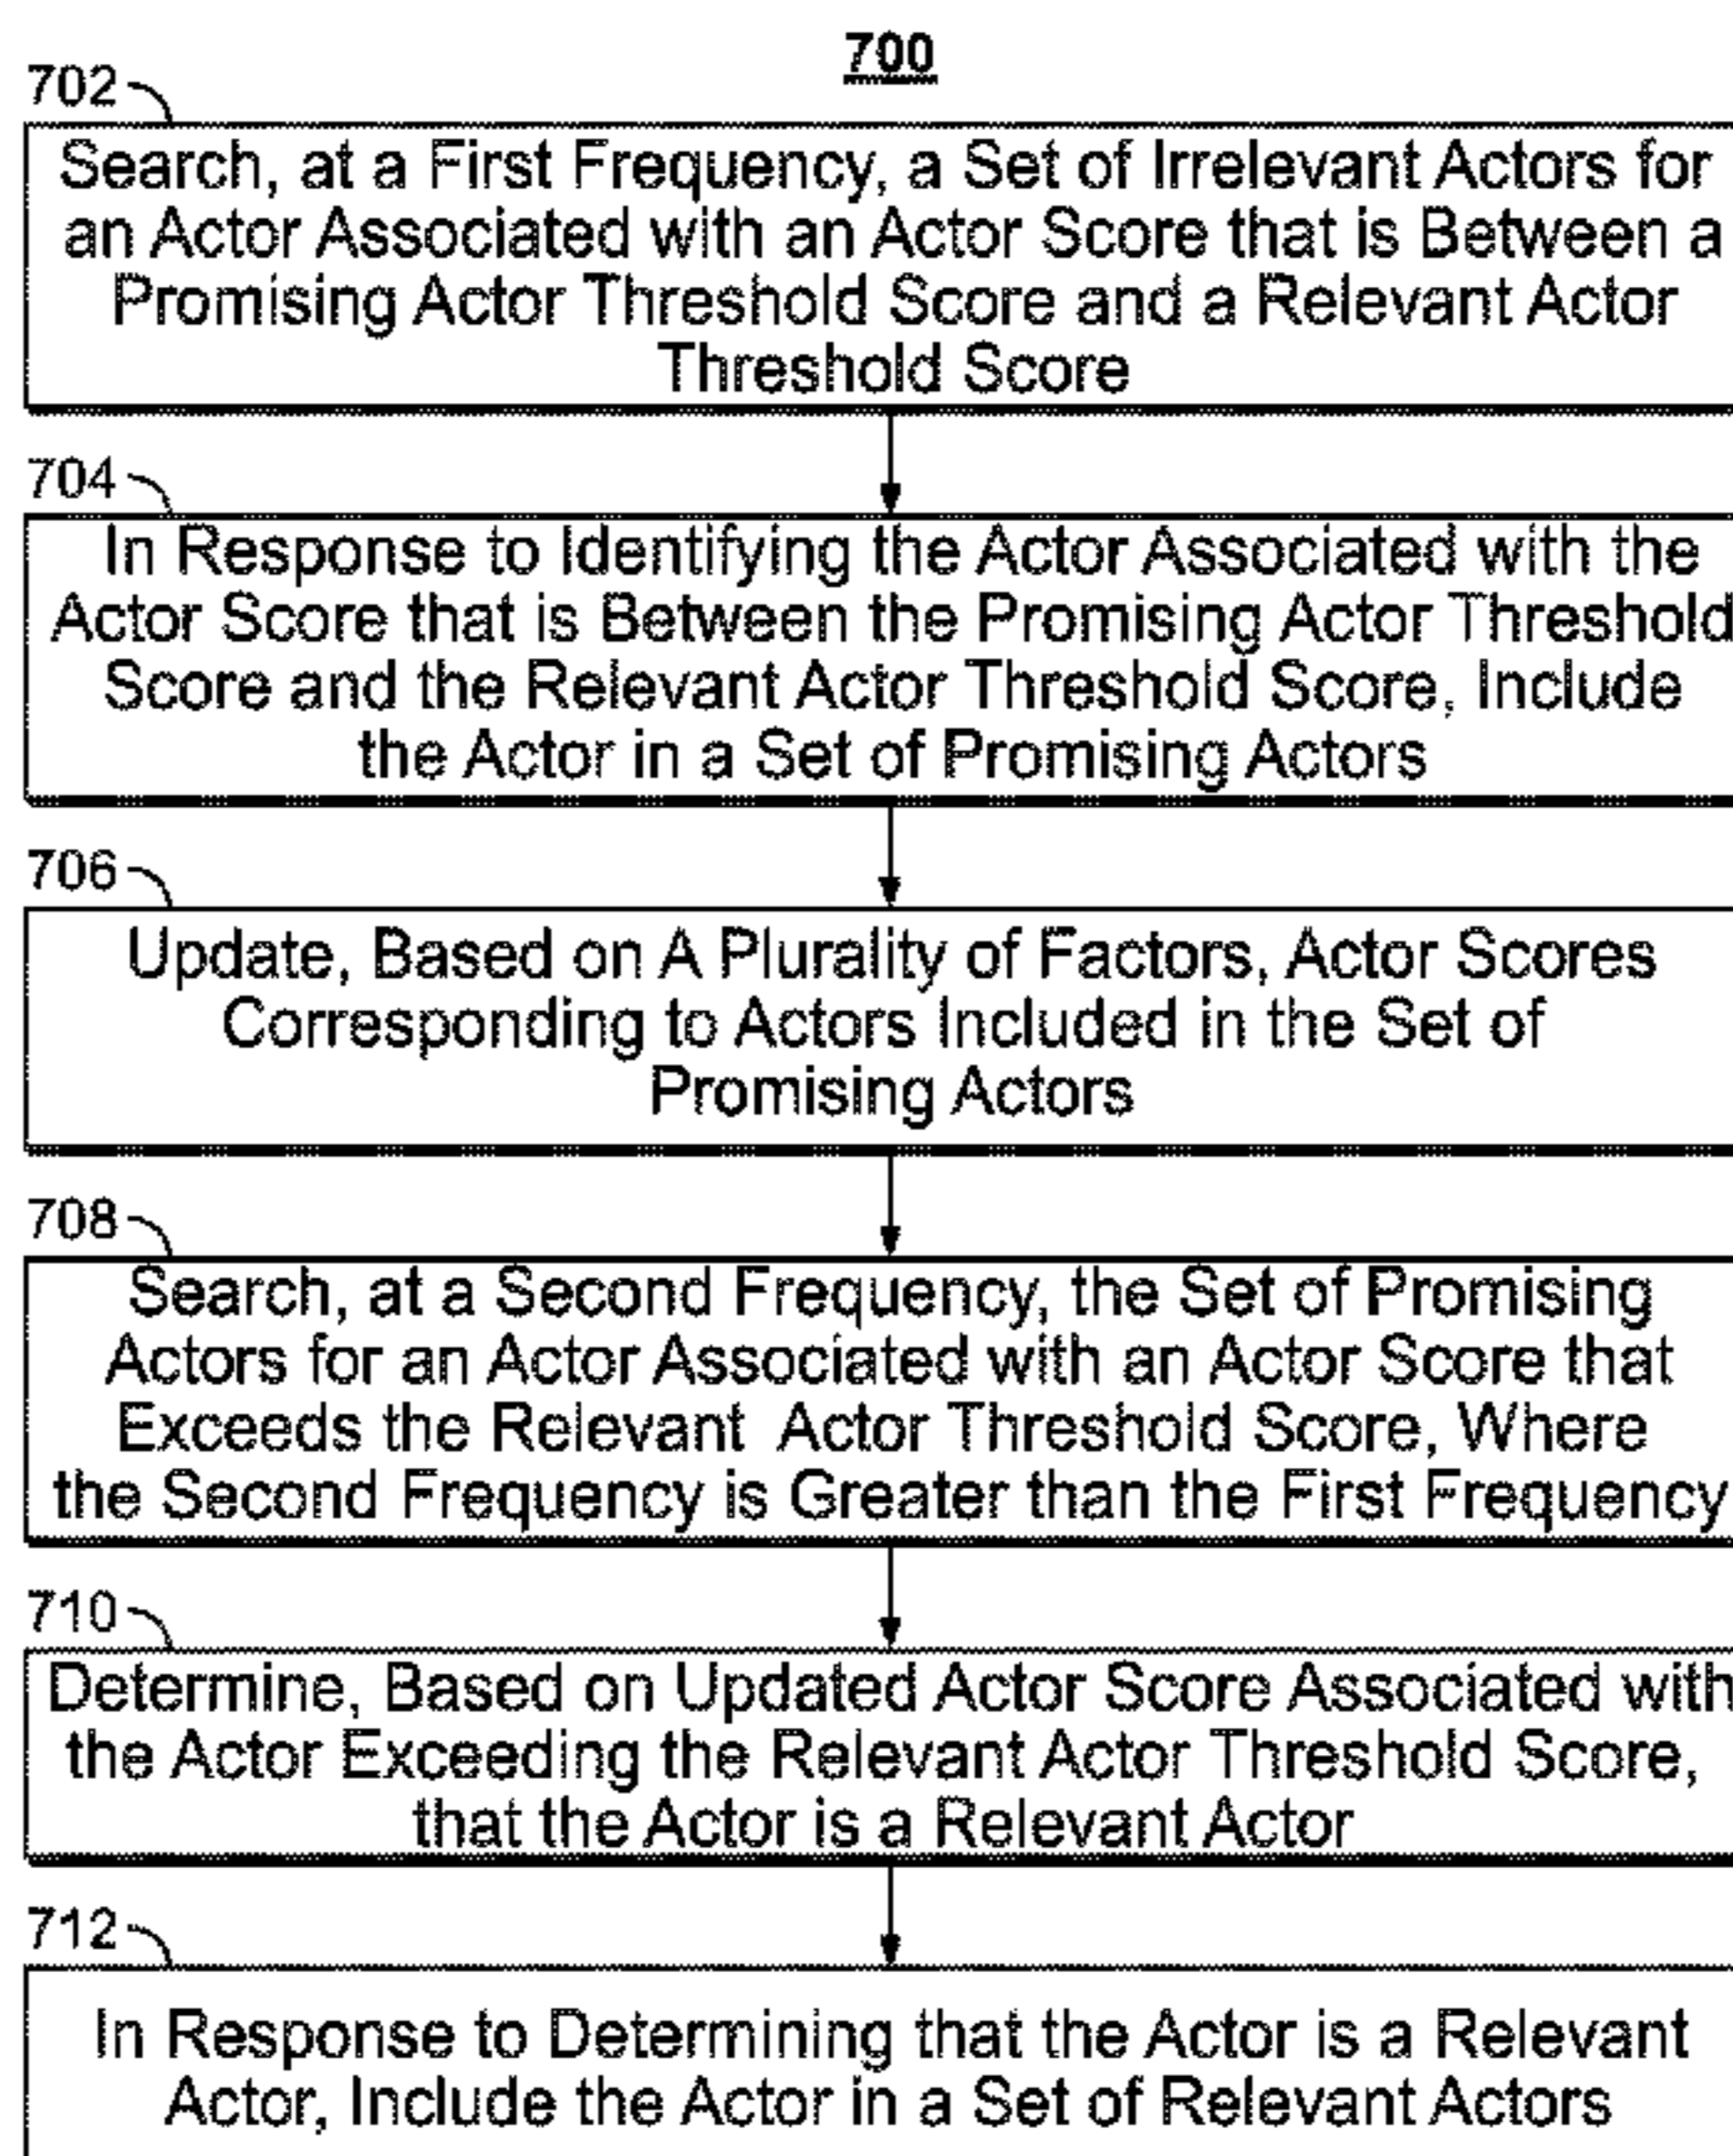 700
702
Search, at a First Frequency, a Set of Irrelevant Actors for
an Actor Associated with an Actor Score that is Between a
Promising Actor Threshold Score and a Relevant Actor
Threshold Score
704
In Response to Identifying the Actor Associated with the
Actor Score that is Between the Promising Actor Threshold
Score and the Relevant Actor Threshold Score, Include
the Actor in a Set of Promising Actors
706
Update, Based on A Plurality of Factors, Actor Scores
Corresponding to Actors Included in the Set of
Promising Actors
708
Search, at a Second Frequency, the Set of Promising
Actors for an Actor Associated with an Actor Score that
Exceeds the Relevant Actor Threshold Score, Where
the Second Frequency is Greater than the First Frequency
710
Determine, Based on Updated Actor Score Associated with
the Actor Exceeding the Relevant Actor Threshold Score,
that the Actor is a Relevant Actor
712
In Response to Determining that the Actor is a Relevant
Actor, Include the Actor in a Set of Relevant Actors